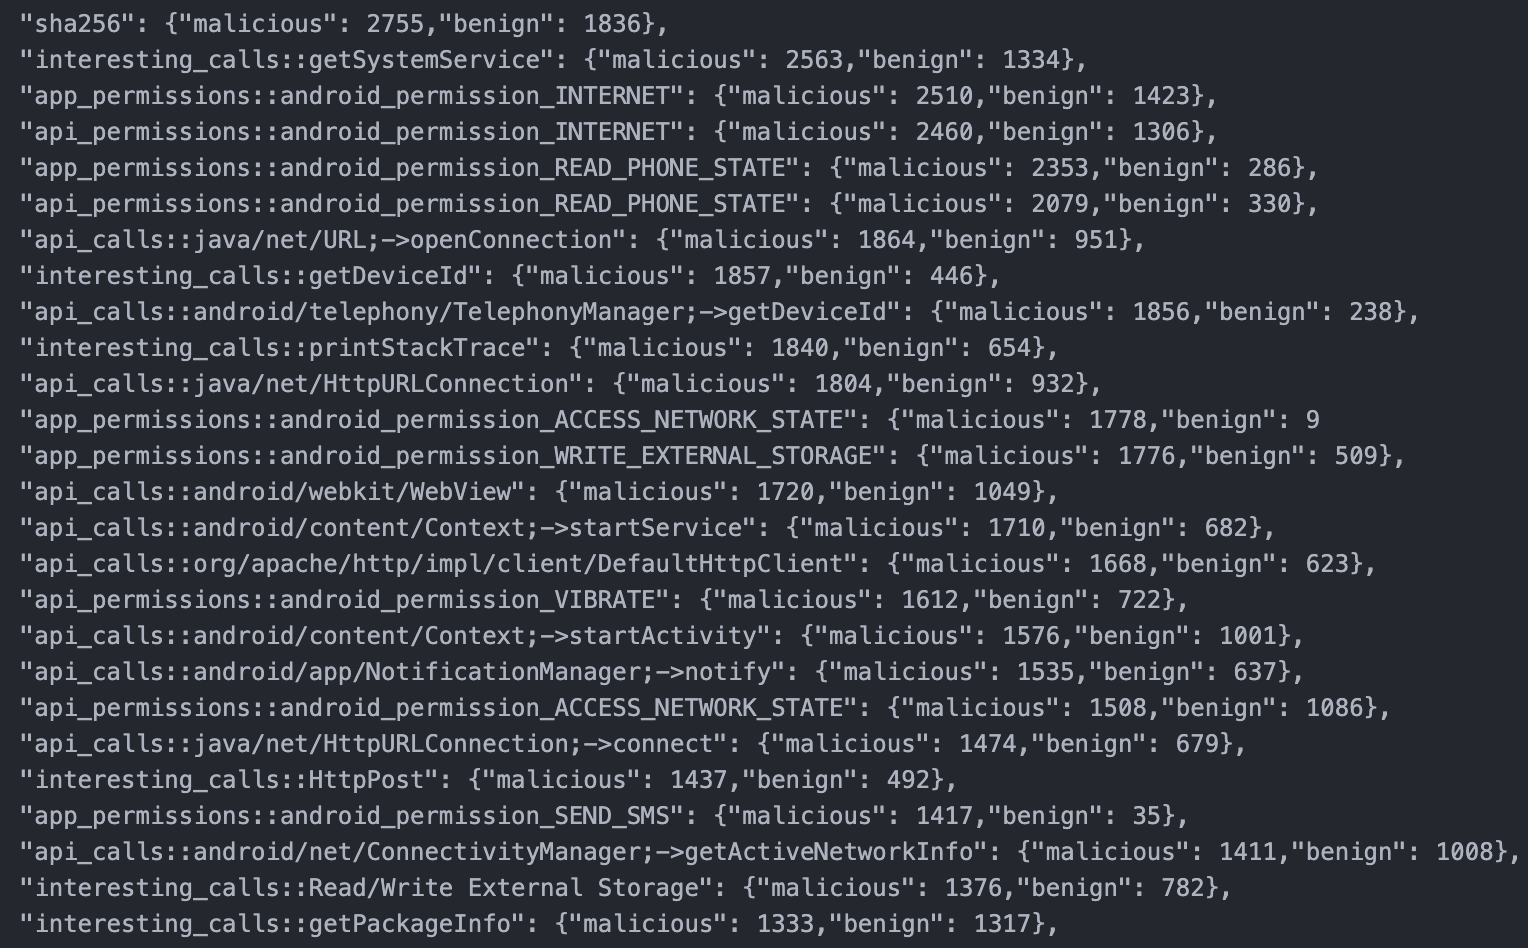 "sha256": {"malicious": 2755,"benign": 1836},
"interesting_calls::getSystemService": {"malicious": 2563,"benign": 1334},
"app_permissions::android_permission_INTERNET": {"malicious": 2510,"benign": 1423},
"api_permissions::android_permission_INTERNET": {"malicious": 2460,"benign": 1306},
"app_permissions::android_permission_READ_PHONE_STATE": {"malicious": 2353,"benign": 286},
"api_permissions::android_permission_READ_PHONE_STATE": {"malicious": 2079,"benign": 330},
"api_calls::java/net/URL;->openConnection": {"malicious": 1864,"benign": 951},
"interesting_calls::getDeviceId": {"malicious": 1857,"benign": 446},
"api_calls::android/telephony/TelephonyManager;->getDeviceId": {"malicious": 1856,"benign": 238},
"interesting_calls::printStackTrace": {"malicious": 1840,"benign": 654},
"api_calls::java/net/HttpURLConnection": {"malicious": 1804,"benign": 932},
"app_permissions::android_permission_ACCESS_NETWORK_STATE": {"malicious": 1778,"benign": 9
"app_permissions::android_permission_WRITE_EXTERNAL_STORAGE": {"malicious": 1776,"benign": 509},
"api_calls::android/webkit/WebView": {"malicious": 1720,"benign": 1049},
"api_calls::android/content/Context;->startService": {"malicious": 1710,"benign": 682},
"api_calls::org/apache/http/impl/client/DefaultHttpClient": {"malicious": 1668,"benign": 623},
"api_permissions::android_permission_VIBRATE": {"malicious": 1612,"benign": 722},
"api_calls::android/content/Context;->startActivity": {"malicious": 1576,"benign": 1001},
"api_calls::android/app/NotificationManager;->notify": {"malicious": 1535,"benign": 637},
"api_permissions::android_permission_ACCESS_NETWORK_STATE": {"malicious": 1508,"benign": 1086},
"api_calls::java/net/HttpURLConnection;->connect": {"malicious": 1474,"benign": 679},
"interesting_calls::HttpPost": {"malicious": 1437,"benign": 492},
"app_permissions::android_permission_SEND_SMS": {"malicious": 1417,"benign": 35},
"api_calls::android/net/ConnectivityManager;->getActiveNetworkInfo": {"malicious": 1411,"benign": 1008},
"interesting_calls::Read/Write External Storage": {"malicious": 1376,"benign": 782},
"interesting_calls::getPackageInfo": {"malicious": 1333,"benign": 1317},